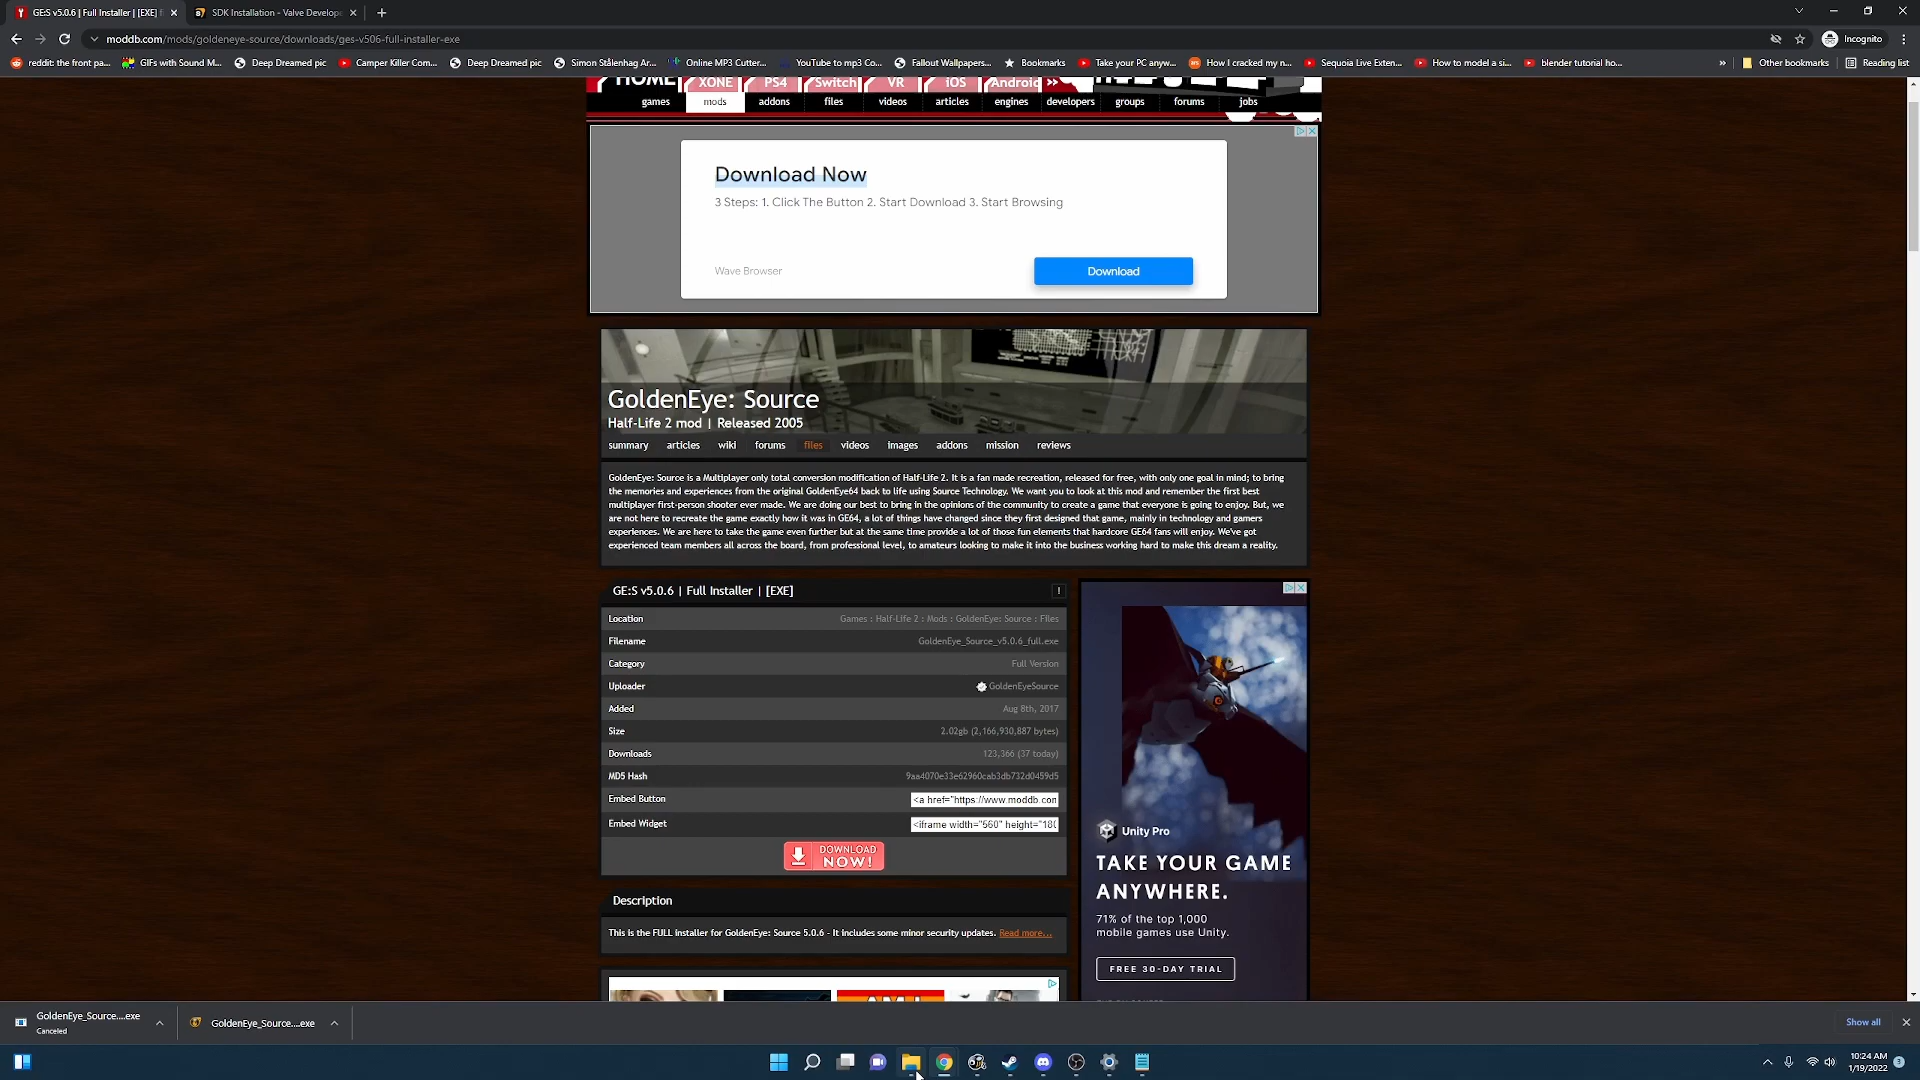 GE:S v5.0.6 | Full Installer | [EXE] f
SDK Installation - Valve Develope
moddb.com/mods/goldeneye-source/downloads/ges-v506-full-installer-exe
Incognito
reddit: the front pa...
GIFs with Sound M...
Deep Dreamed pic
Camper Killer Com...
Deep Dreamed pic
Simon Stålenhag Ar...
Online MP3 Cutter...
YouTube to mp3 Co...
Fallout Wallpapers...
Bookmarks
Take your PC anyw...
How I cracked my n...
Sequoia Live Exten...
How to model a si...
blender tutorial ho...
»
Other bookmarks
Reading list
HOME XONE PS4 Switch VR iOS Android »
games mods addons files videos articles engines developers groups forums jobs
Download Now
3 Steps: 1. Click The Button 2. Start Download 3. Start Browsing
Wave Browser
Download
GoldenEye: Source
Half-Life 2 mod | Released 2005
summary articles wiki forums files videos images addons mission reviews
GoldenEye: Source is a Multiplayer only total conversion modification of Half-Life 2. It is a fan made recreation, released for free, with only one goal in mind; to bring
the memories and experiences from the original GoldenEye64 back to life using Source Technology. We want you to look at this mod and remember the first best
multiplayer first-person shooter ever made. We are doing our best to bring in the opinions of the community to create a game that everyone is going to enjoy. But, we
are not here to recreate the game exactly how it was in GE64, a lot of things have changed since they first designed that game, mainly in technology and gamers
experiences. We are here to take the game even further but at the same time provide a lot of those fun elements that hardcore GE64 fans will enjoy. We've got
experienced team members all across the board, from professional level, to amateurs looking to make it into the business working hard to make this dream a reality.
GE:S v5.0.6 | Full Installer | [EXE]
!
Location Games : Half-Life 2 : Mods : GoldenEye: Source : Files
Filename GoldenEye_Source_v5.0.6_full.exe
Category Full Version
Uploader GoldenEyeSource
Added Aug 8th, 2017
Size 2.02gb (2,166,930,887 bytes)
Downloads 123,366 (37 today)
MD5 Hash 9aa4070e33e62960cab3db732d0459d5
Embed Button <a href="https://www.moddb.con
Embed Widget <iframe width="560" height="180
DOWNLOAD
NOW!
Description
This is the FULL installer for GoldenEye: Source 5.0.6 - It includes some minor security updates. Read more...
Unity Pro
TAKE YOUR GAME
ANYWHERE.
71% of the top 1,000
mobile games use Unity.
FREE 30-DAY TRIAL
GoldenEye_Source....exe
Canceled
GoldenEye_Source....exe
Show all
10:24 AM
1/19/2022
3